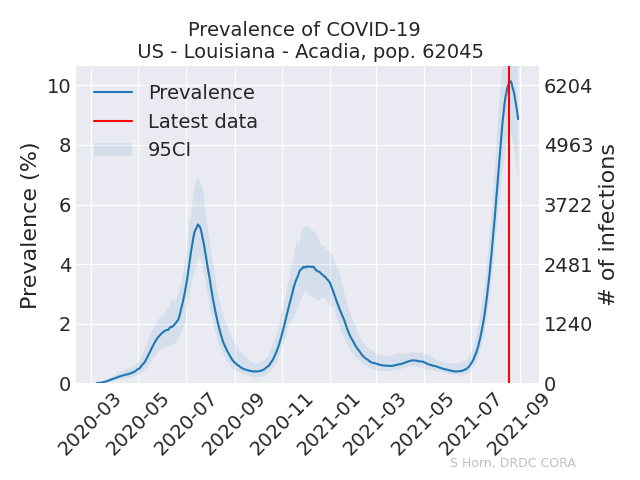 Prevalence of COVID-19
US - Louisiana - Acadia, pop. 62045
Prevalence
Latest data
95CI
Prevalence (%)
10
8
6
4
2
0
6204
4963
3722
2481
1240
0
# of infections
2020-03
2020-05
2020-07
2020-09
2020-11
2021-01
2021-03
2021-05
2021-07
2021-09
S Horn, DRDC CORA